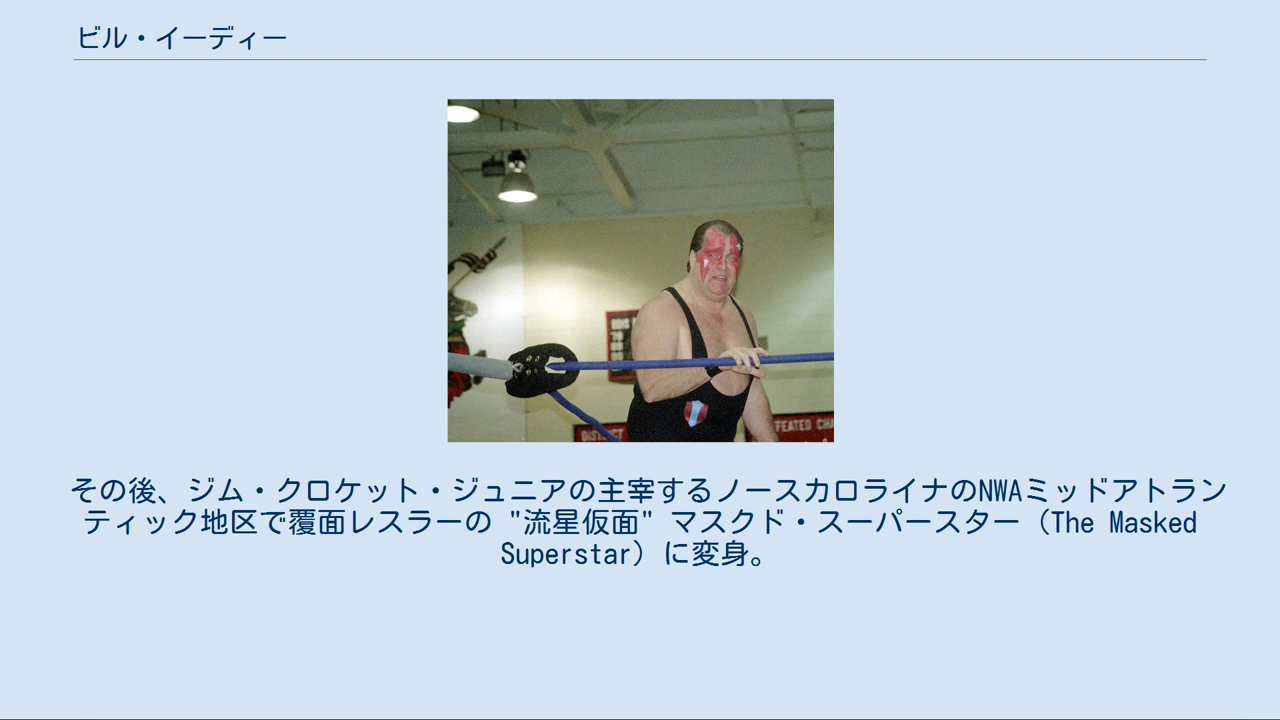 ビル・イーディー
DISTRICT
EFEATED CHA
その後、ジム・クロケット・ジュニアの主宰するノースカロライナのNWAミッドアトラン
ティック地区で覆面レスラーの "流星仮面" マスクド・スーパースター（The Masked
Superstar）に変身。